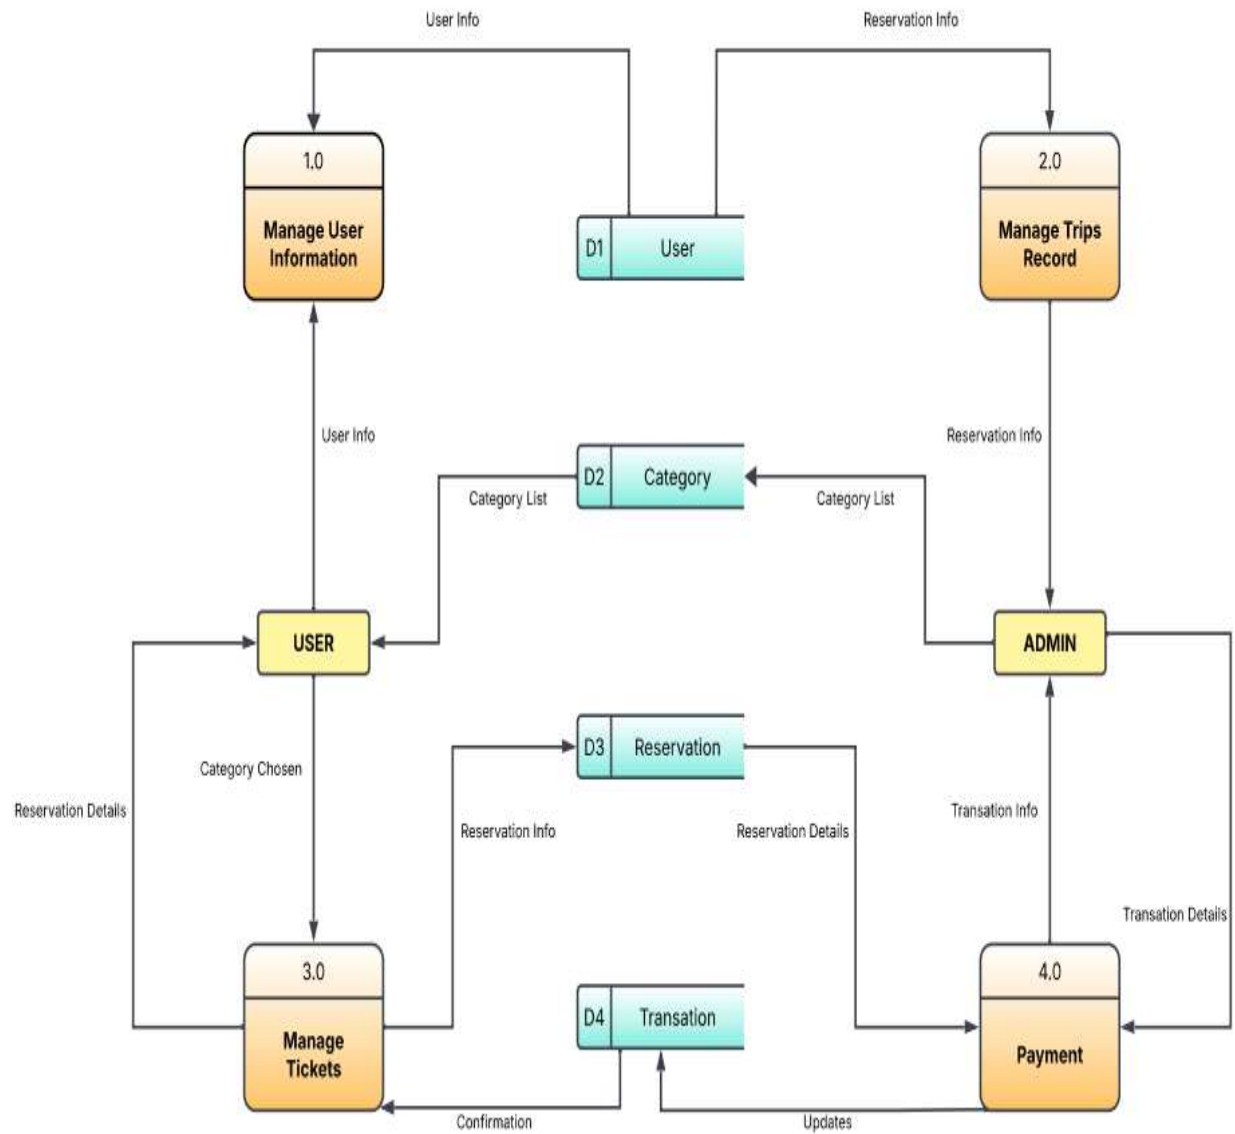 User Info
Reservation Info
1.0
Manage User
Information
D1
User
2.0
Manage Trips
Record
User Info
Reservation Info
D2
Category
Category List
Category List
USER
ADMIN
D3
Reservation
Category Chosen
Reservation Details
Reservation Info
Reservation Details
Transation Info
Transation Details
3.0
Manage
Tickets
D4
Transation
4.0
Payment
Confirmation
Updates